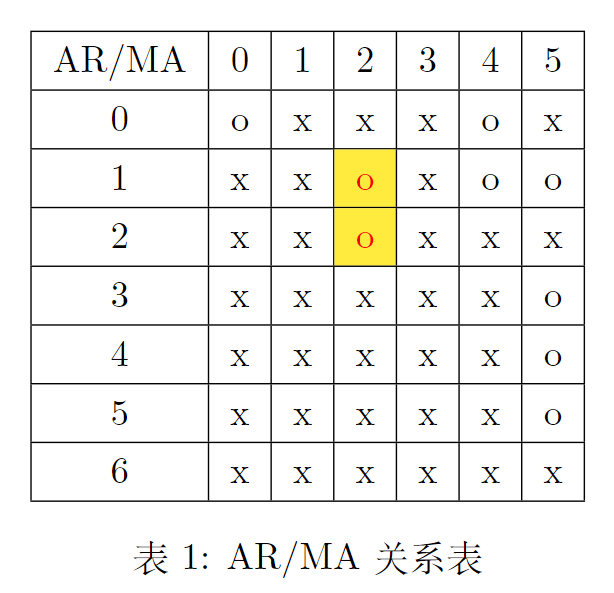 AR/MA 0 1 2 3 4 5
0 o x x x o x
1 x x o x o o
2 x x o x x x
3 x x x x x o
4 x x x x x o
5 x x x x x o
6 x x x x x x
表 1: AR/MA 关系表